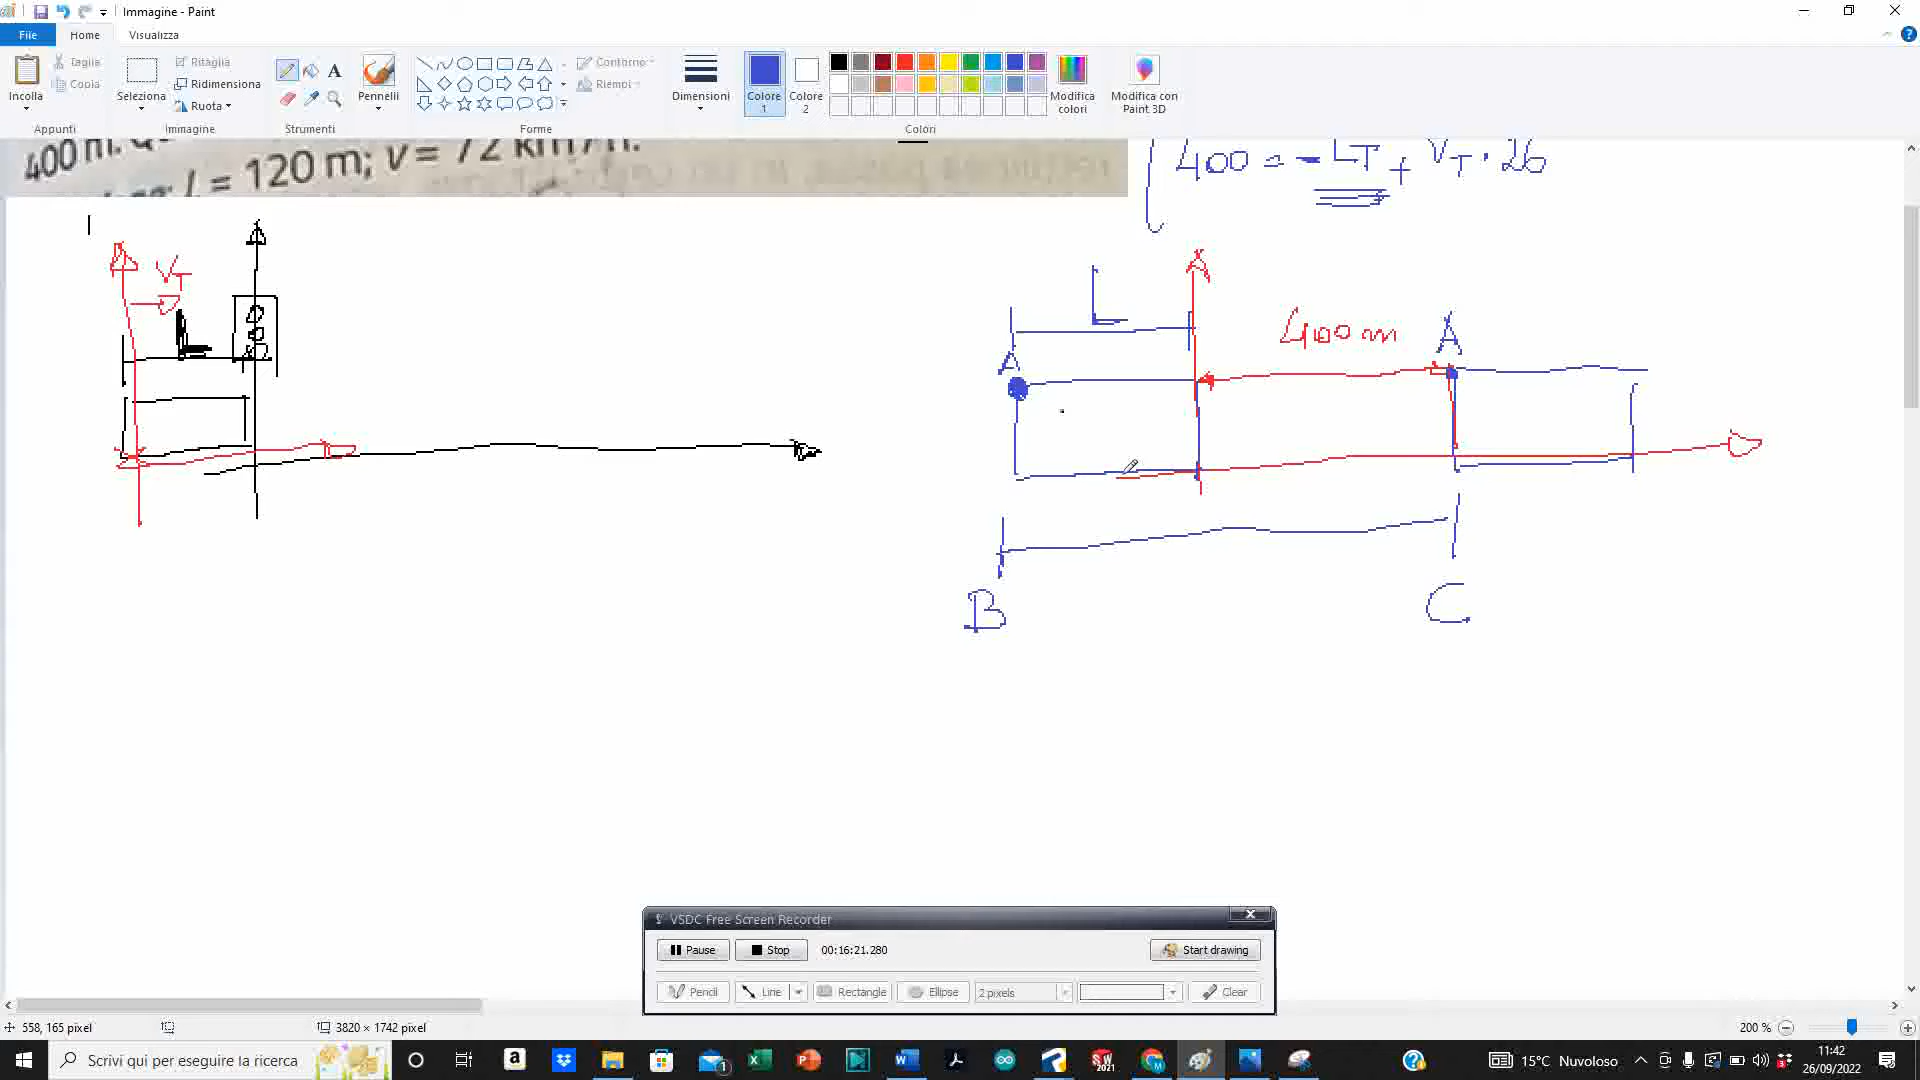 Immagine - Paint
File
Home
Visualizza
Incolla
Taglia
Copia
Appunti
Seleziona
Ritaglia
Ridimensiona
Ruota
Immagine
A
Strumenti
Pennelli
Contorno
Riempi
Forme
Dimensioni
Colore
1
Colore
2
Colori
Modifica
colori
Modifica con
Paint 3D
400 m.
l = 120 m; v = 72 km/h.
400 = - LT + VT · 26
VT
L
L
400 m
A
A
B
C
VSDC Free Screen Recorder
Pause
Stop
00:16:21.280
Start drawing
Pencil
Line
Rectangle
Ellipse
2 pixels
Clear
558, 165 pixel
3820 × 1742 pixel
200 %
Scrivi qui per eseguire la ricerca
15°C Nuvoloso
11:42
26/09/2022